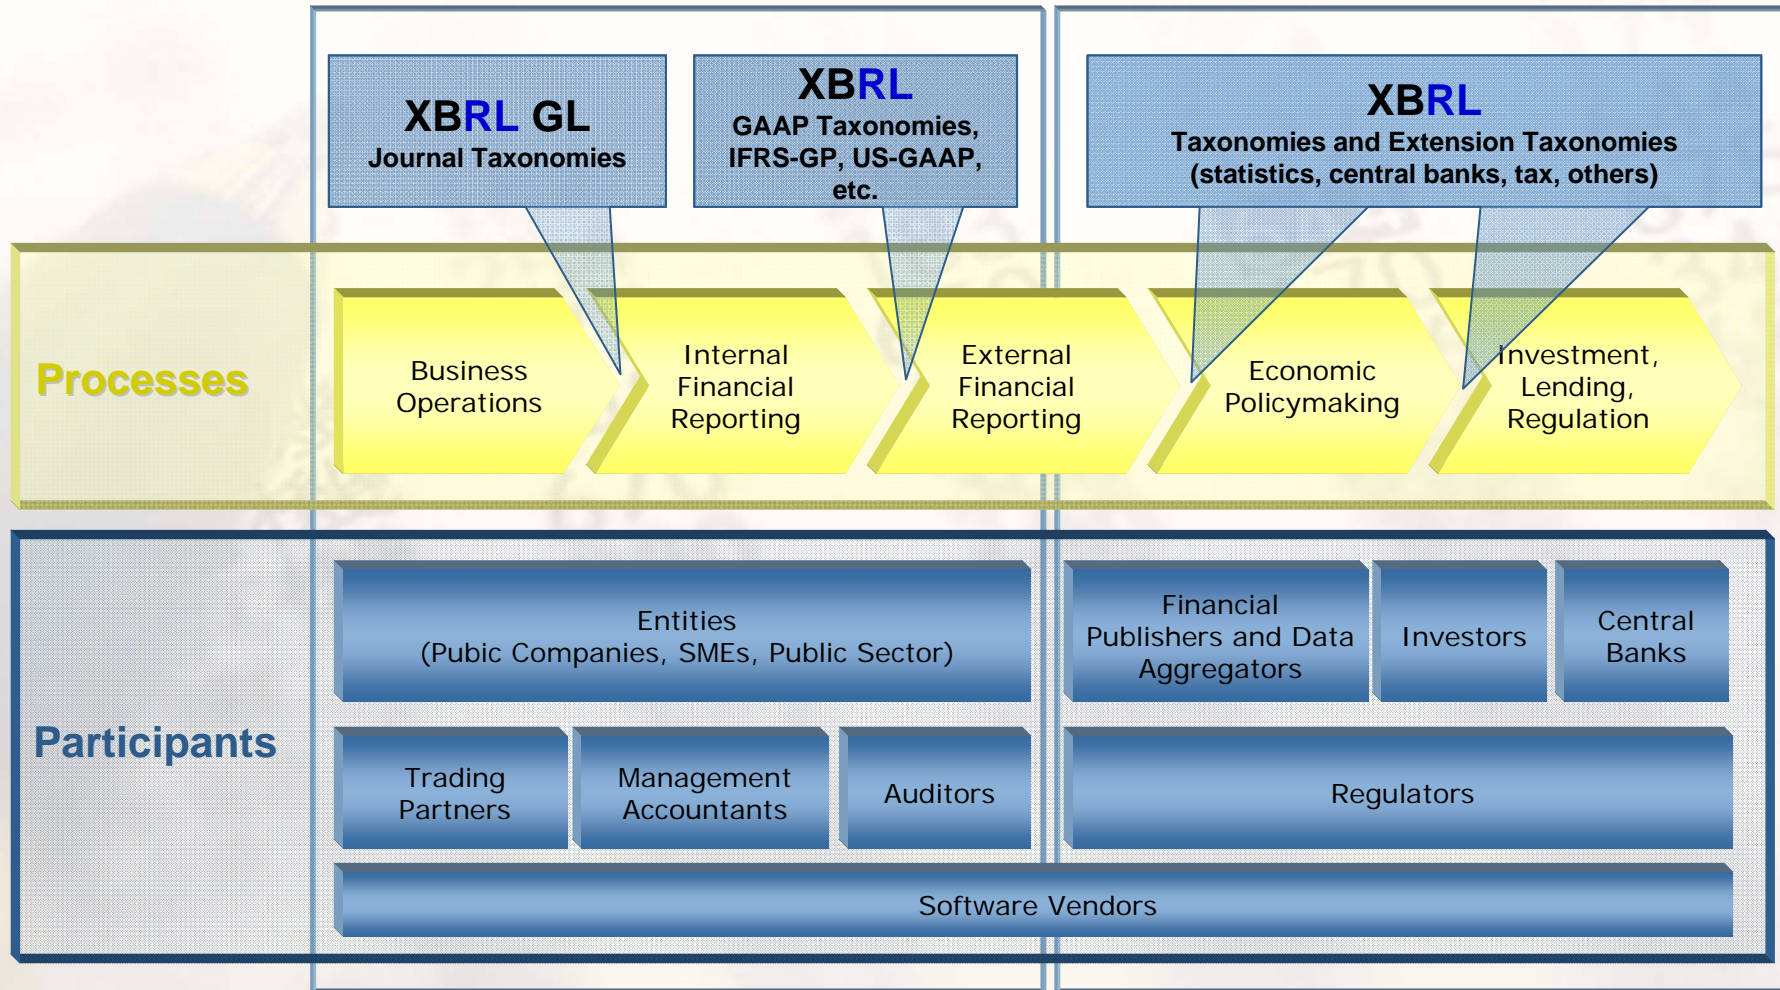 XBRL GL
Journal Taxonomies
XBRL
GAAP Taxonomies,
IFRS-GP, US-GAAP,
etc.
XBRL
Taxonomies and Extension Taxonomies
(statistics, central banks, tax, others)
Processes
Business
Operations
Internal
Financial
Reporting
External
Financial
Reporting
Economic
Policymaking
Investment,
Lending,
Regulation
Participants
Entities
(Pubic Companies, SMEs, Public Sector)
Financial
Publishers and Data
Aggregators
Investors
Central
Banks
Trading
Partners
Management
Accountants
Auditors
Regulators
Software Vendors